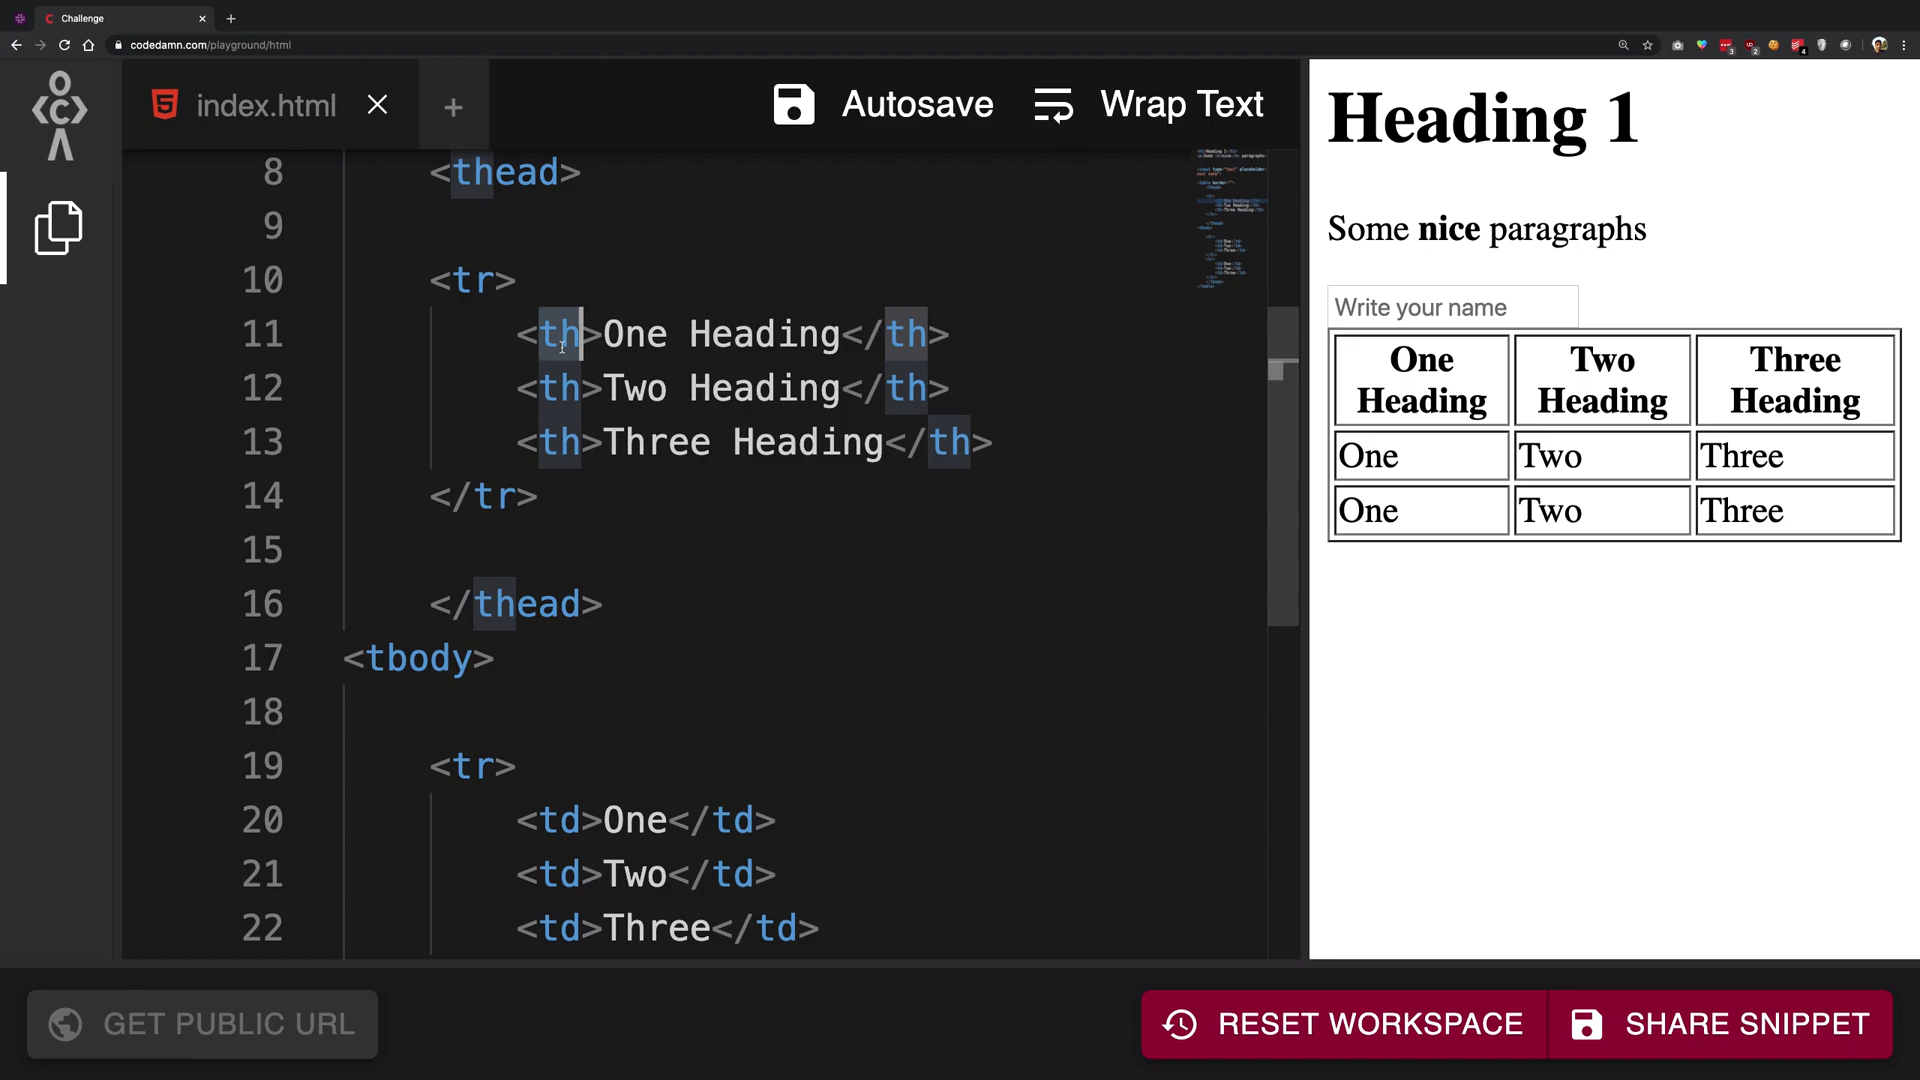 Challenge
codedamn.com/playground/html
index.html
Autosave
Wrap Text
8 <thead>
9
10 <tr>
11 <th>One Heading</th>
12 <th>Two Heading</th>
13 <th>Three Heading</th>
14 </tr>
15
16 </thead>
17 <tbody>
18
19 <tr>
20 <td>One</td>
21 <td>Two</td>
22 <td>Three</td>
Heading 1
Some nice paragraphs
Write your name
One Heading Two Heading Three Heading
One Two Three
One Two Three
GET PUBLIC URL
RESET WORKSPACE
SHARE SNIPPET